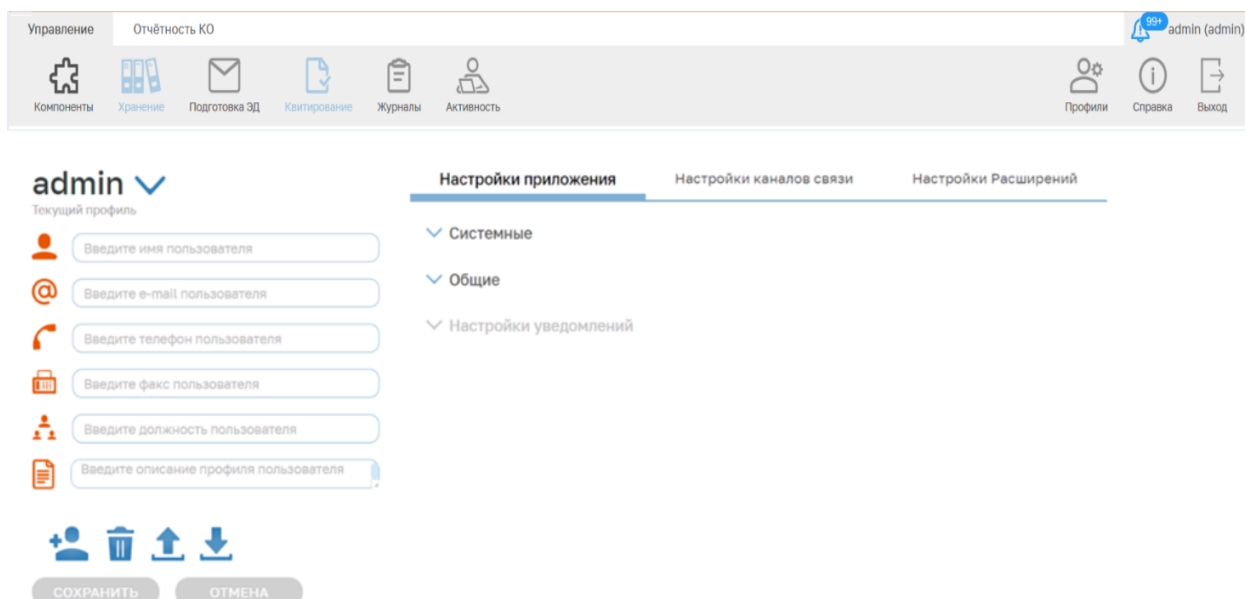 Управление Отчётность КО 99+ admin (admin)
Компоненты Хранение Подготовка ЭД Квитирование Журналы Активность Профили Справка Выход
admin
Текущий профиль
Настройки приложения Настройки каналов связи Настройки Расширений
Введите имя пользователя
Введите e-mail пользователя
Введите телефон пользователя
Введите факс пользователя
Введите должность пользователя
Введите описание профиля пользователя
Системные
Общие
Настройки уведомлений
СОХРАНИТЬ ОТМЕНА